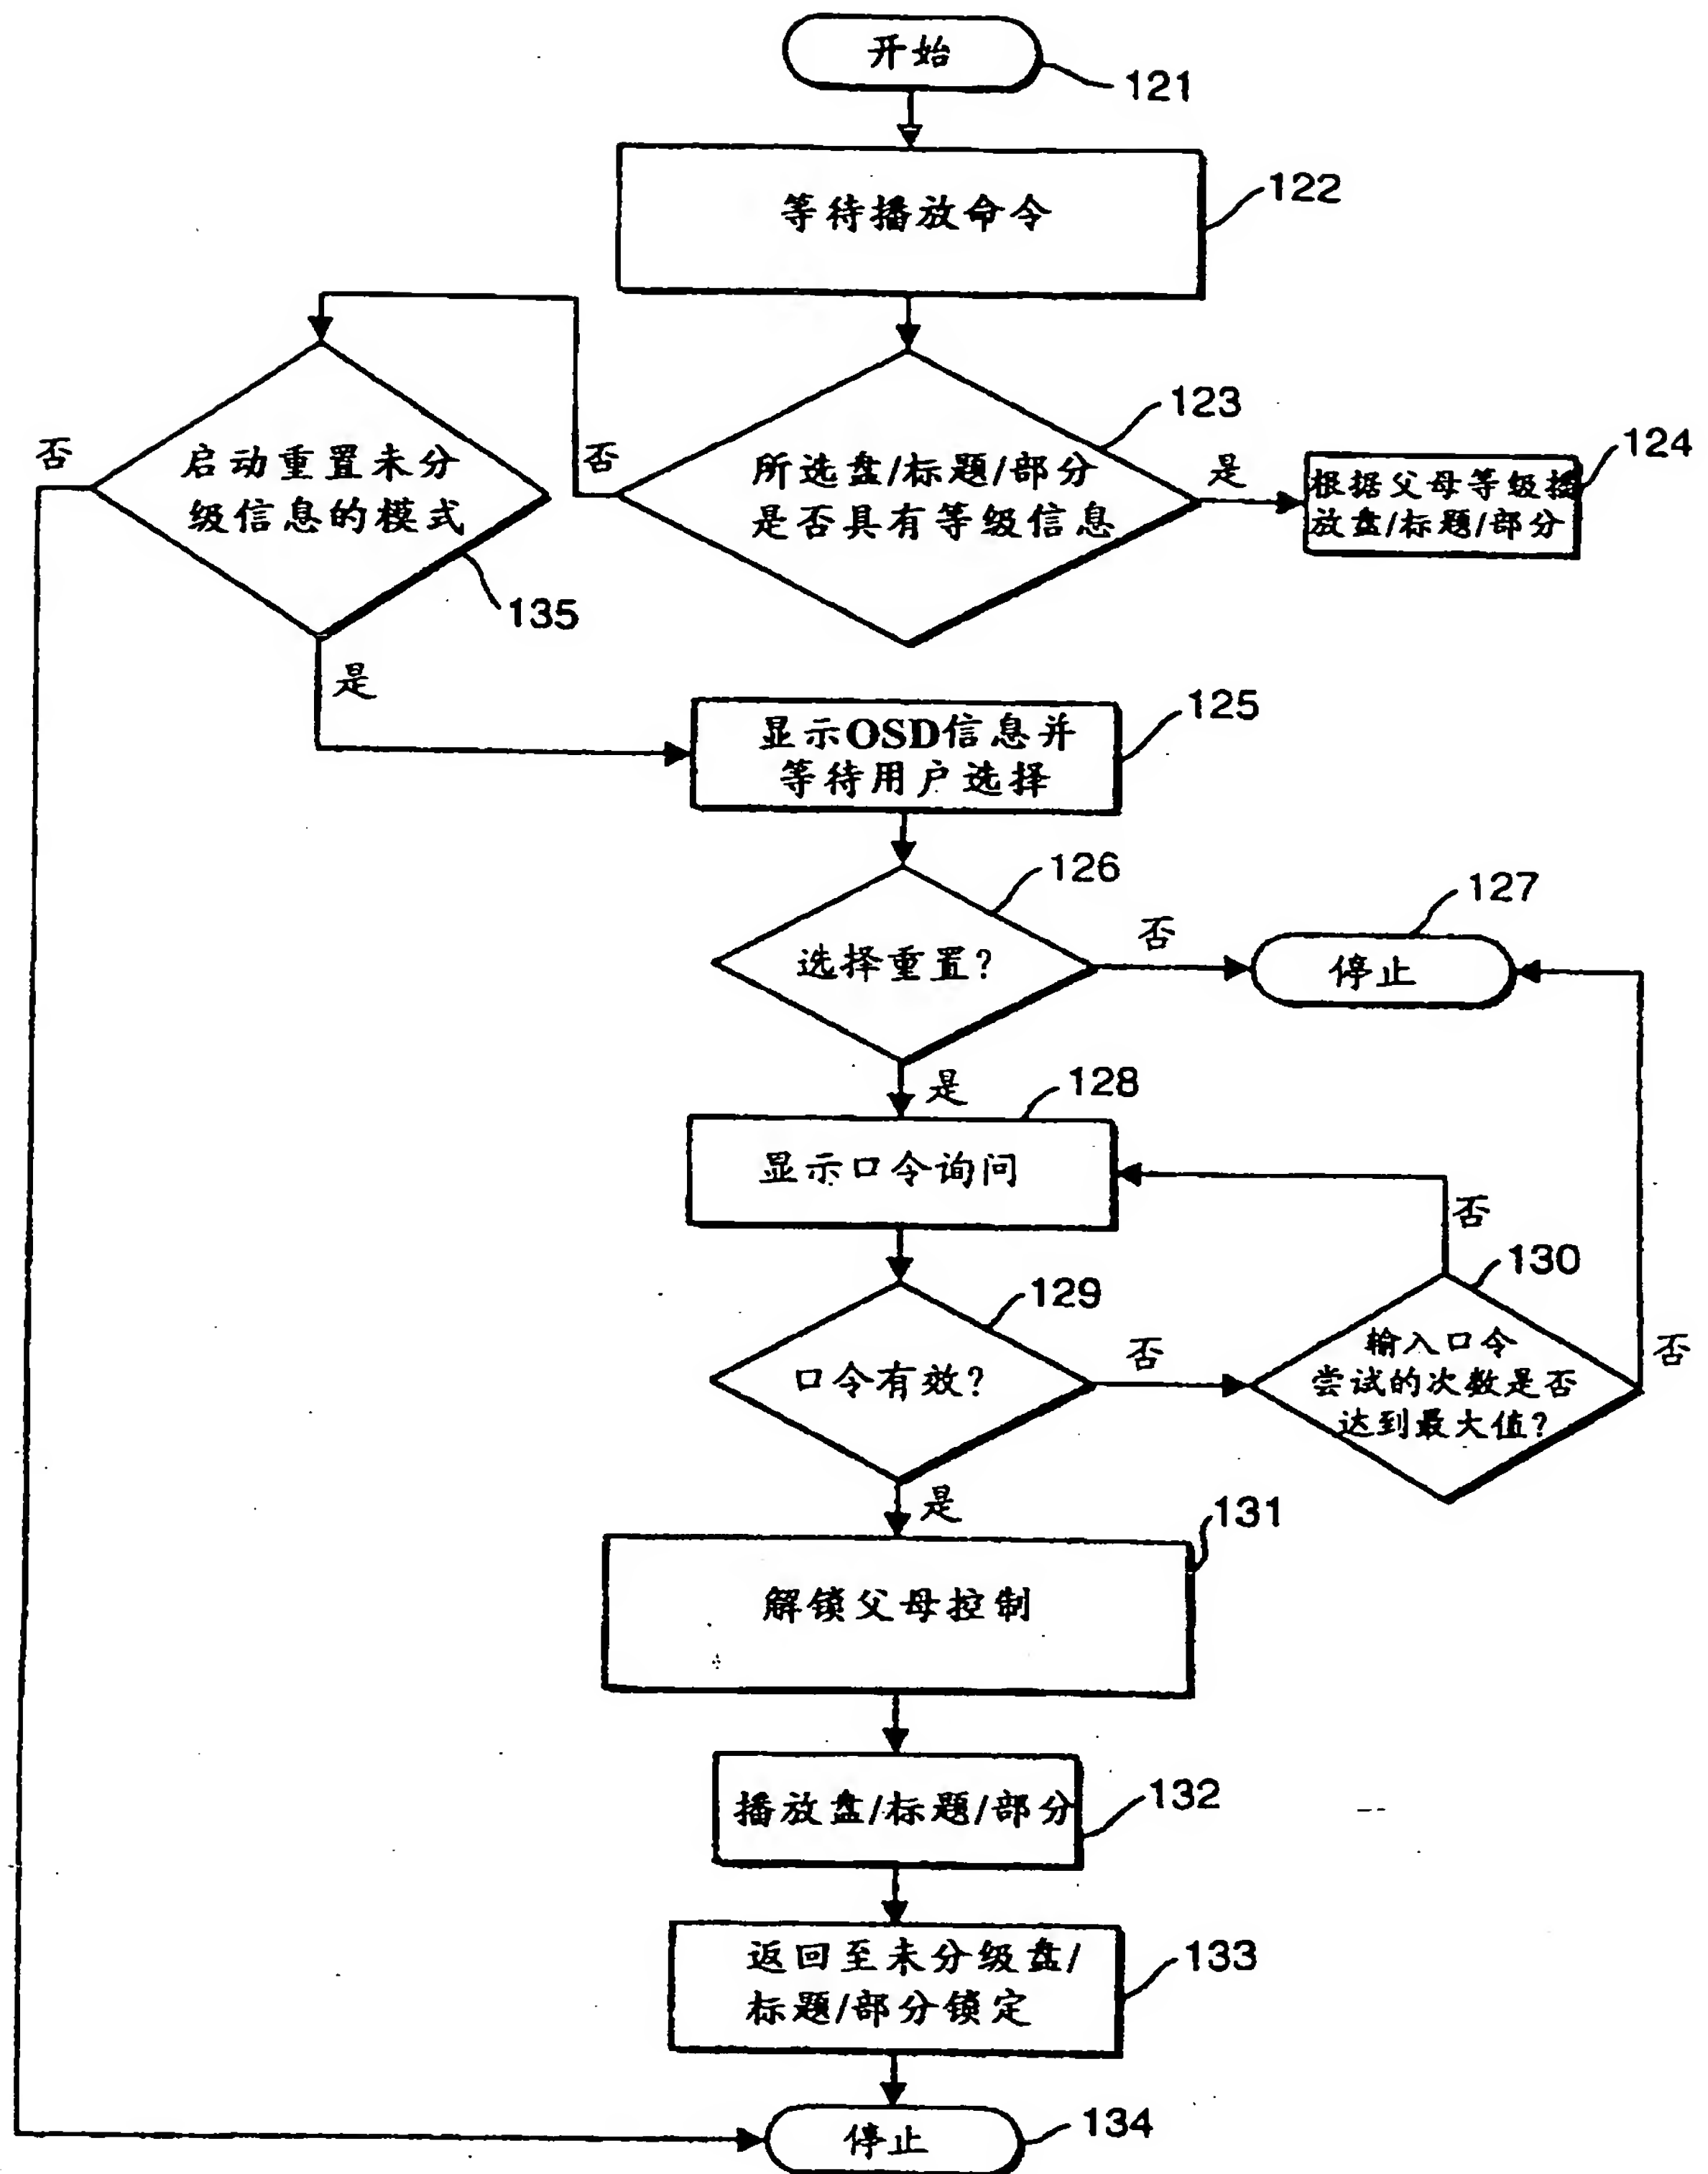 开始
121
等待播放命令
122
123
所选盘/标题/部分
是否具有等级信息
是
124
根据父母等级播
放盘/标题/部分
否
启动重置未分
级信息的模式
135
否
是
125
显示OSD信息并
等待用户选择
126
选择重置?
否
127
停止
是
128
显示口令询问
129
口令有效?
否
130
输入口令
尝试的次数是否
达到最大值?
否
否
是
131
解锁父母控制
播放盘/标题/部分
132
返回至未分级盘/
标题/部分锁定
133
停止
134